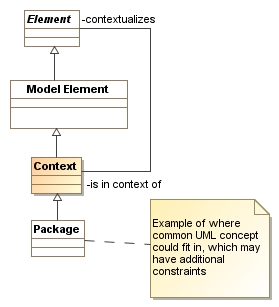 Element
-contextualizes
Model Element
Context
-is in context of
Package
Example of where
common UML concept
could fit in, which may
have additional
constraints